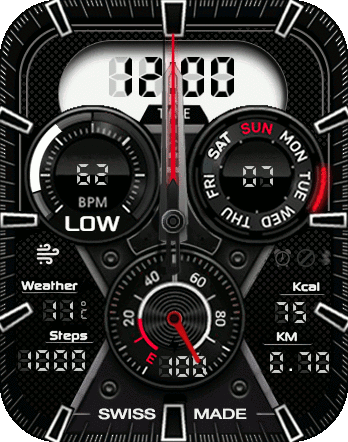 12:00
TIME
SAT SUN MON TUE WED THU FRI
62
BPM
LOW
07
Weather
11°C
Kcal
75
Steps
1000
KM
0.70
E 20 40 60 80
100
SWISS MADE